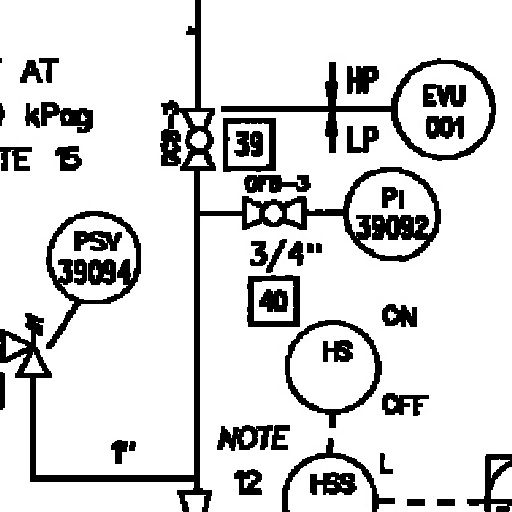 AT
HP
EVU
001
kPag
LP
39
TE 15
GFB-3
PI
39092
PSV
39094
3/4"
40
ON
HS
OFF
1"
NOTE
12
L
HSS